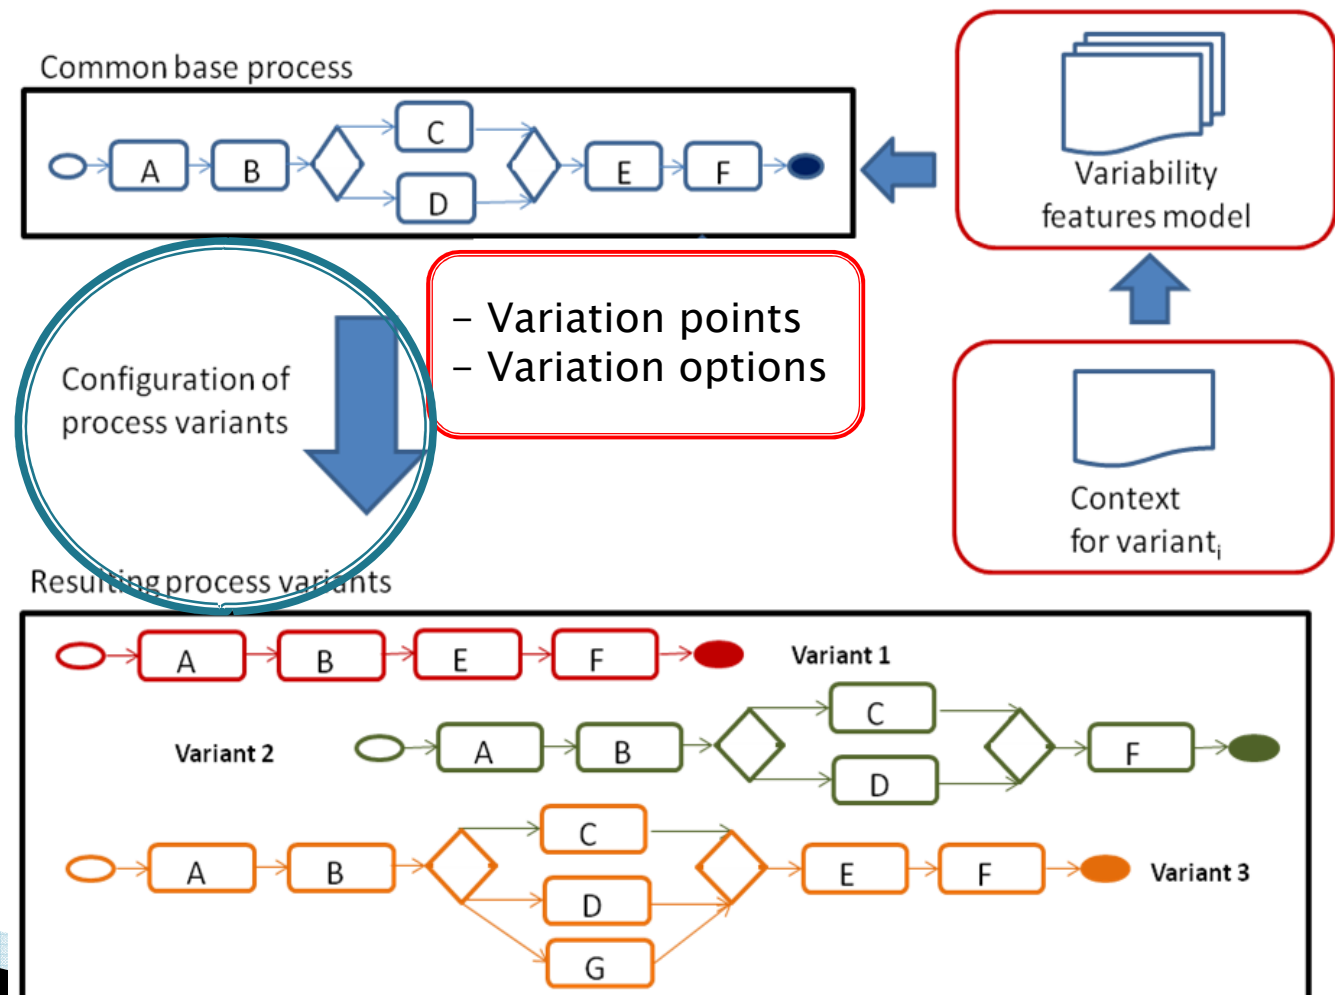 Common base process
A
B
C
D
E
F
Variability
features model
– Variation points
– Variation options
Configuration of
process variants
Context
for variantᵢ
Resulting process variants
A
B
E
F
Variant 1
Variant 2
A
B
C
D
F
A
B
C
D
G
E
F
Variant 3